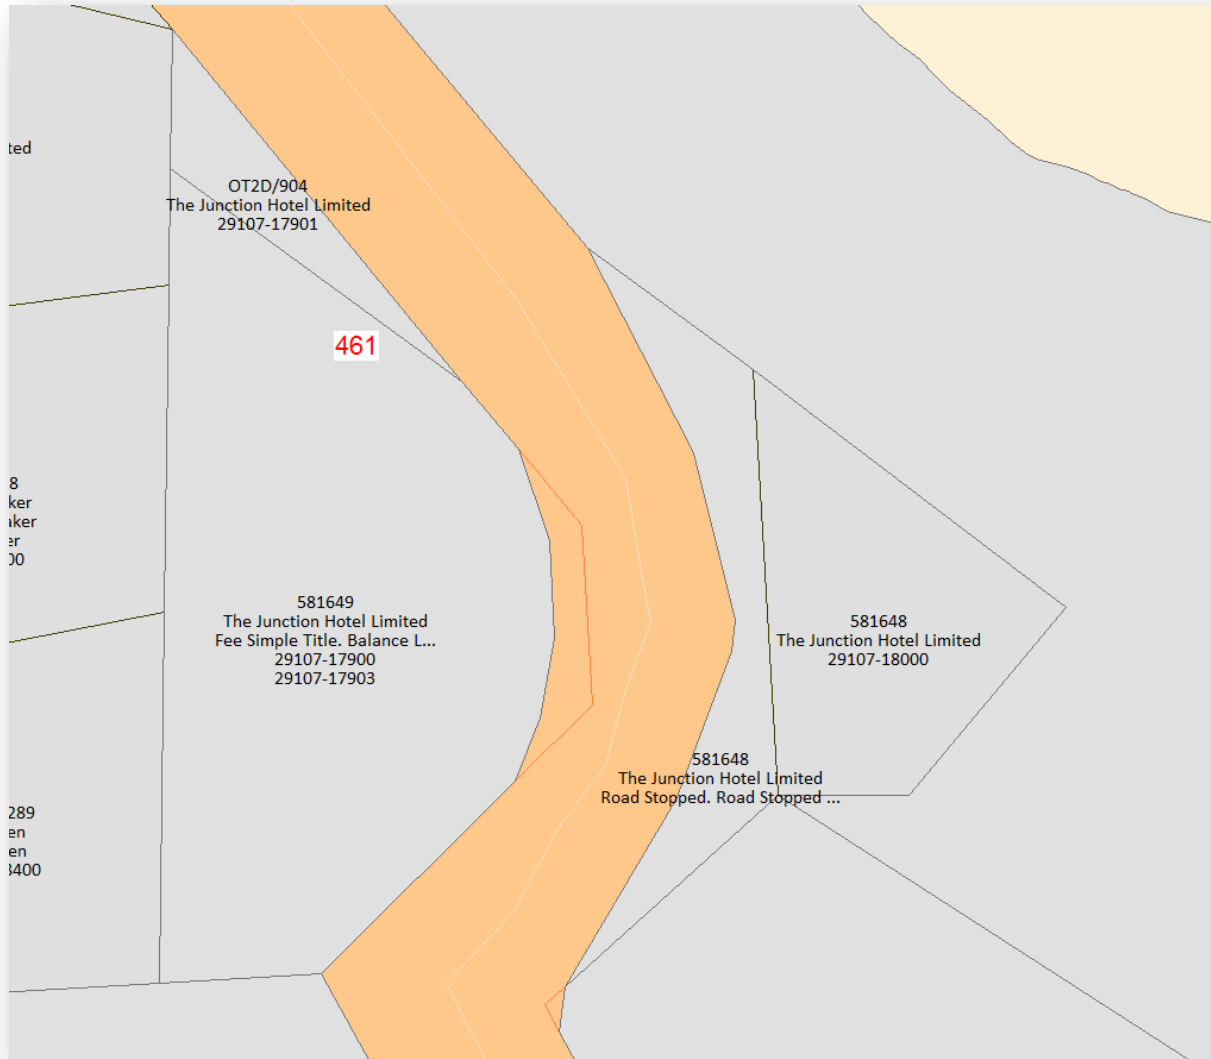 ted
OT2D/904
The Junction Hotel Limited
29107-17901
461
8
ker
aker
er
00
581649
The Junction Hotel Limited
Fee Simple Title. Balance L...
29107-17900
29107-17903
581648
The Junction Hotel Limited
29107-18000
581648
The Junction Hotel Limited
Road Stopped. Road Stopped ...
289
en
en
3400